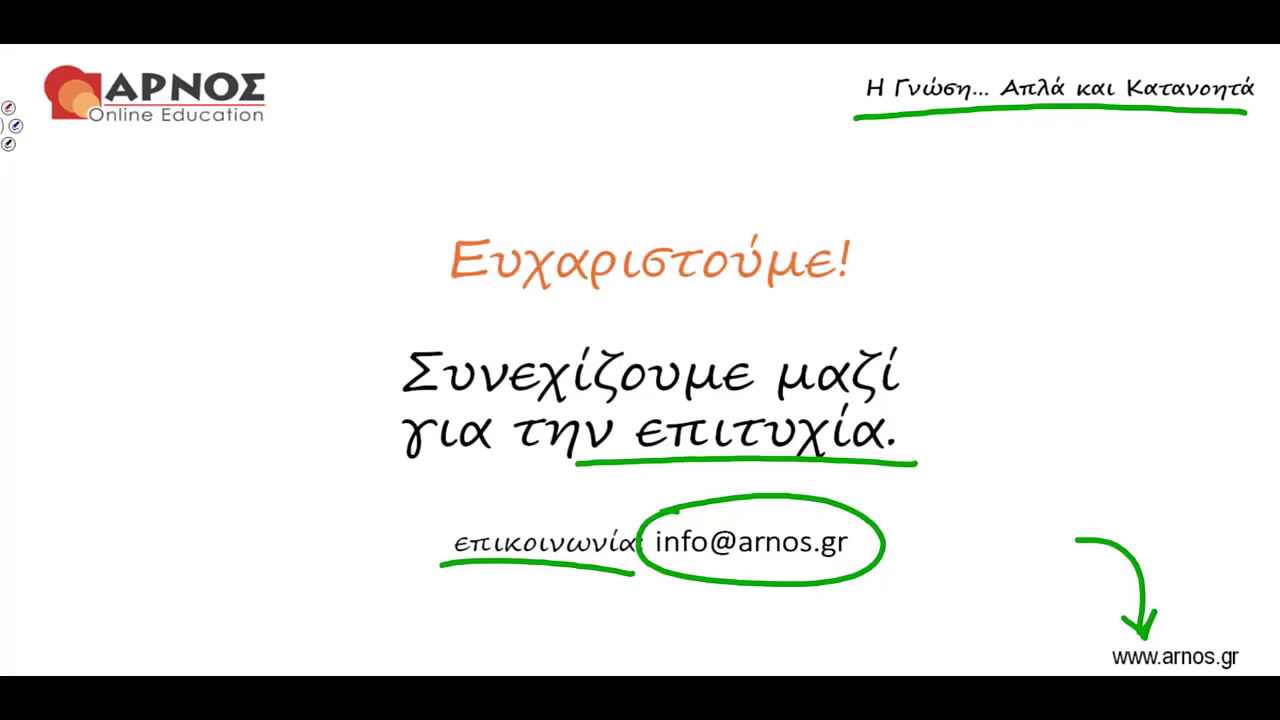 ΑΡΝΟΣ
Online Education
Η Γνώση... Απλά και Κατανοητά
Ευχαριστούμε!
Συνεχίζουμε μαζί
για την επιτυχία.
επικοινωνία: info@arnos.gr
www.arnos.gr